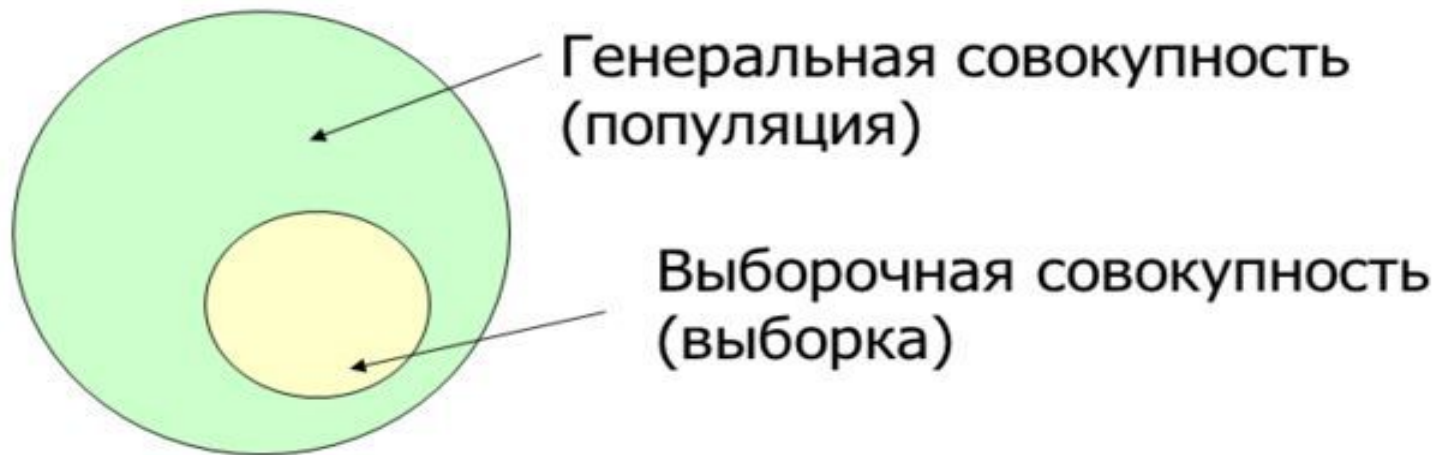 Генеральная совокупность
(популяция)
Выборочная совокупность
(выборка)